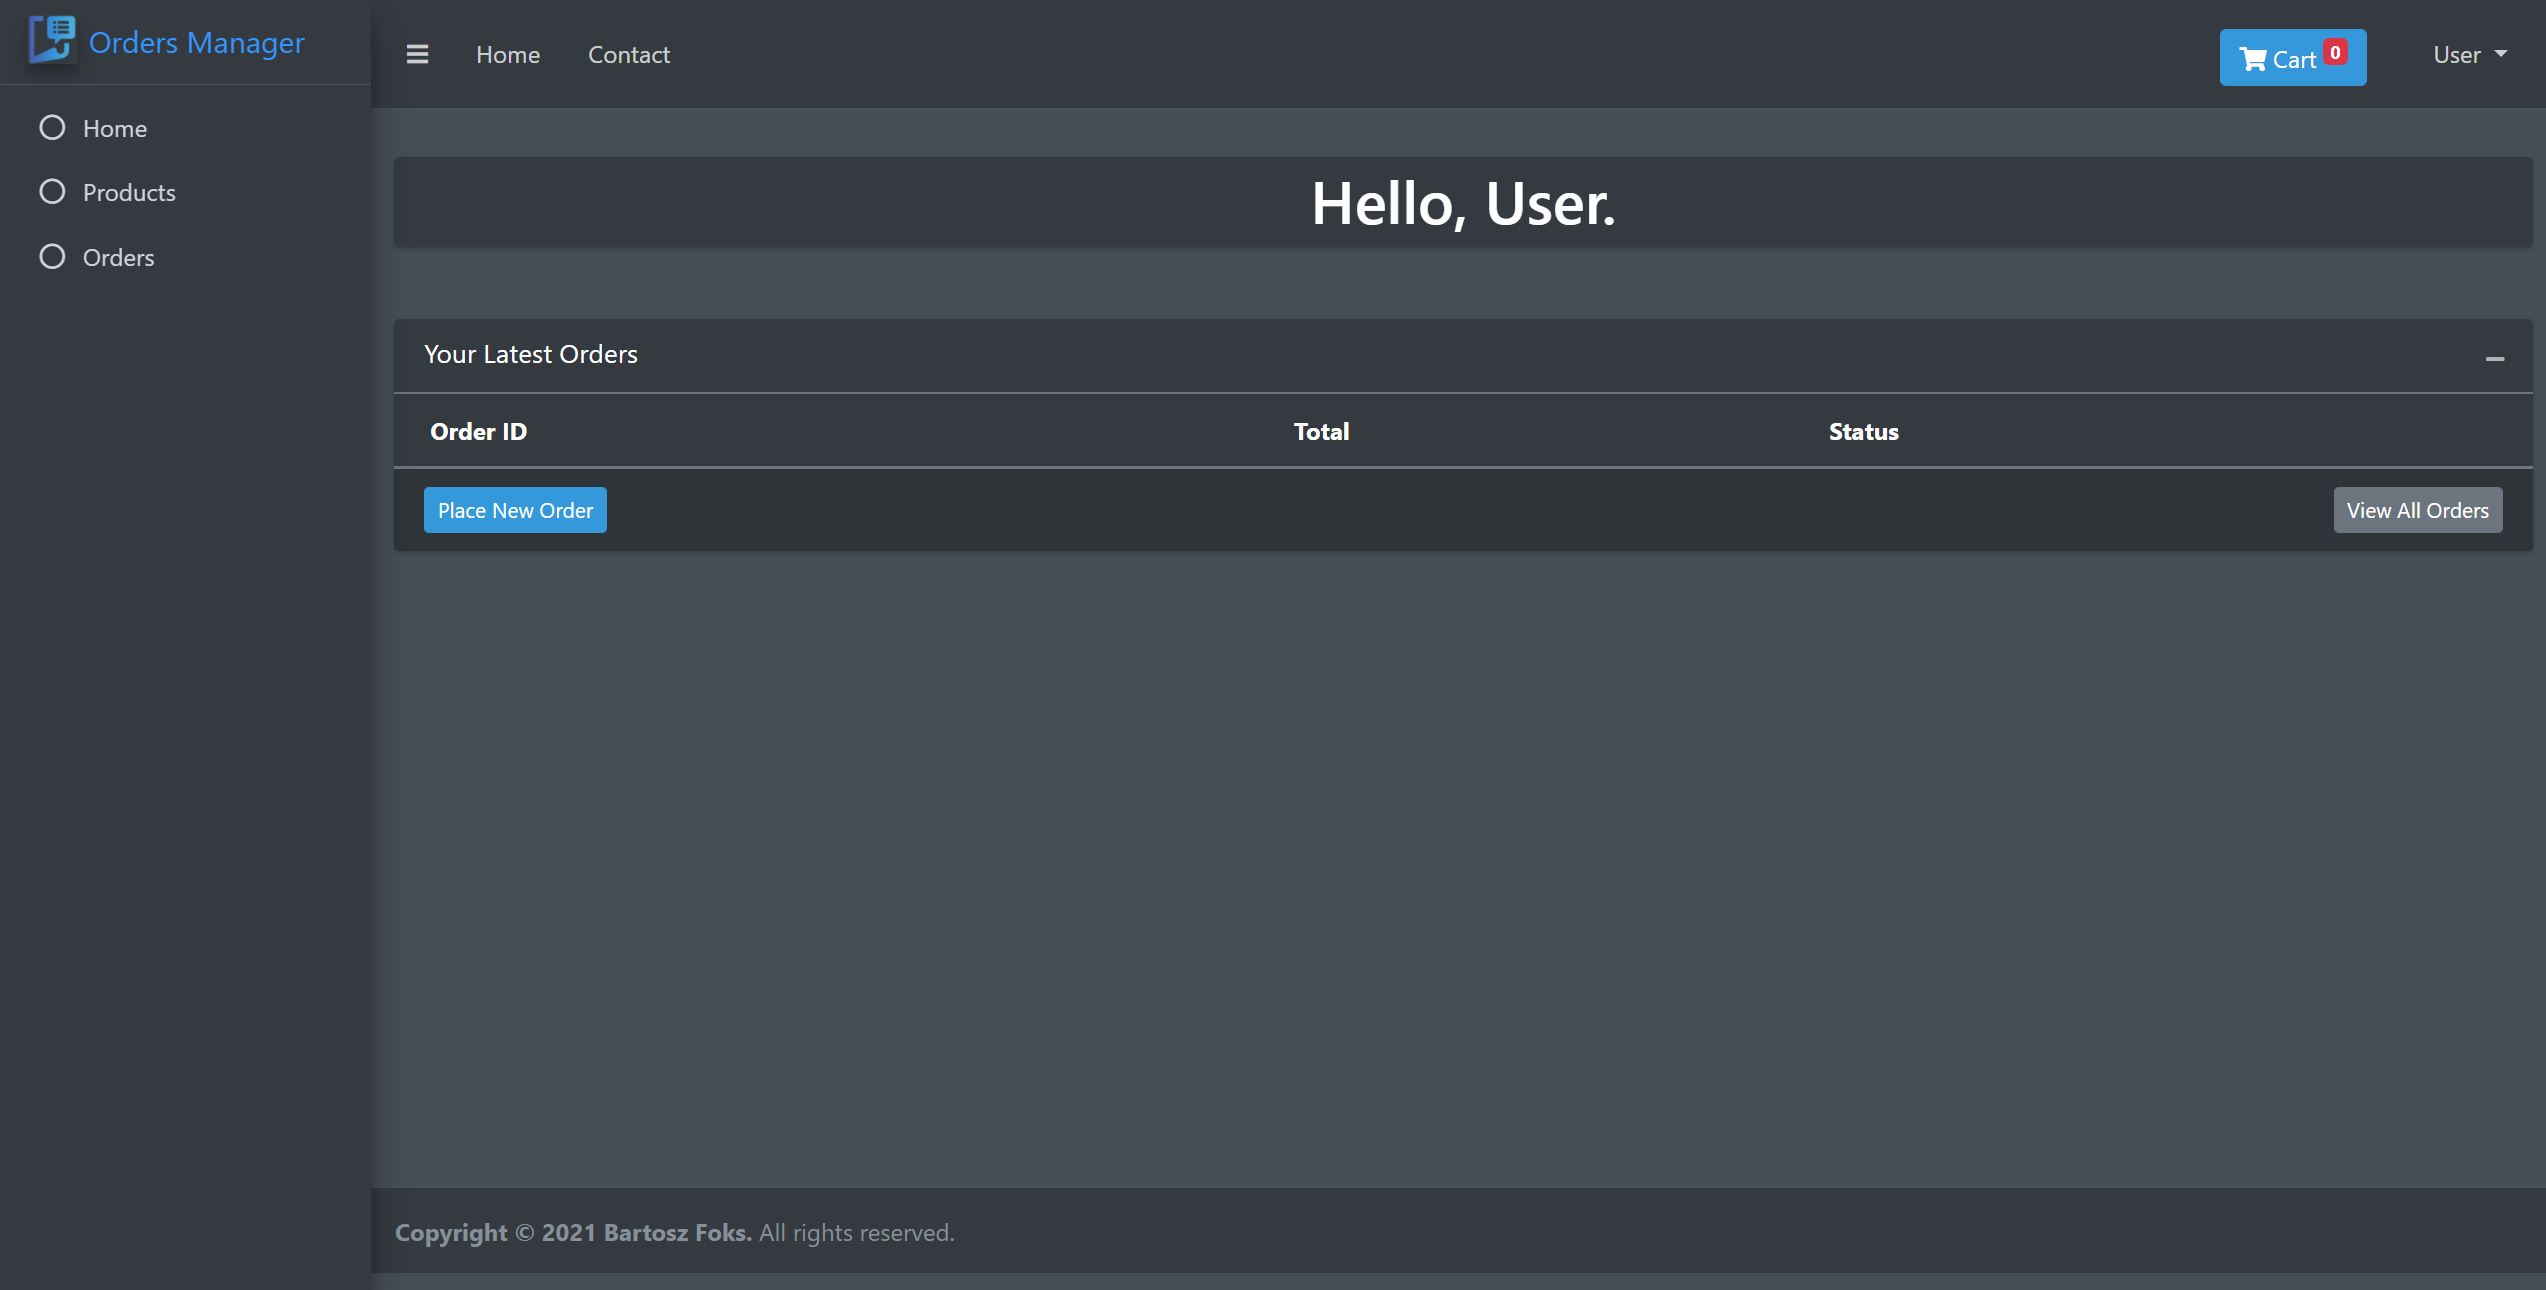 Orders Manager
Home
Products
Orders
Home Contact Cart 0 User
Hello, User.
Your Latest Orders
Order ID Total Status
Place New Order View All Orders
Copyright © 2021 Bartosz Foks. All rights reserved.